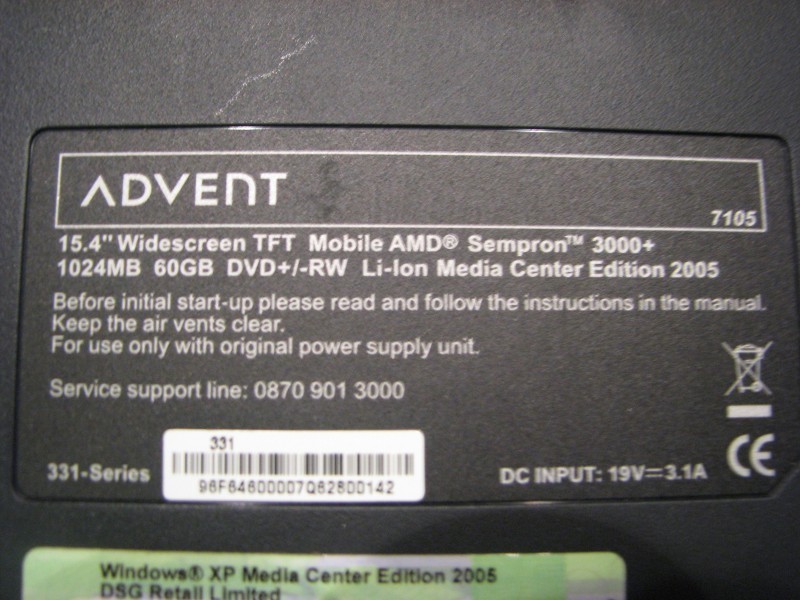 ADVENT
7105
15.4" Widescreen TFT Mobile AMD® Sempron™ 3000+
1024MB 60GB DVD+/-RW Li-Ion Media Center Edition 2005
Before initial start-up please read and follow the instructions in the manual.
Keep the air vents clear.
For use only with original power supply unit.
Service support line: 0870 901 3000
331
331-Series
96F64600007Q62800142
DC INPUT: 19V⎓3.1A
CE
Windows® XP Media Center Edition 2005
DSG Retail Limited